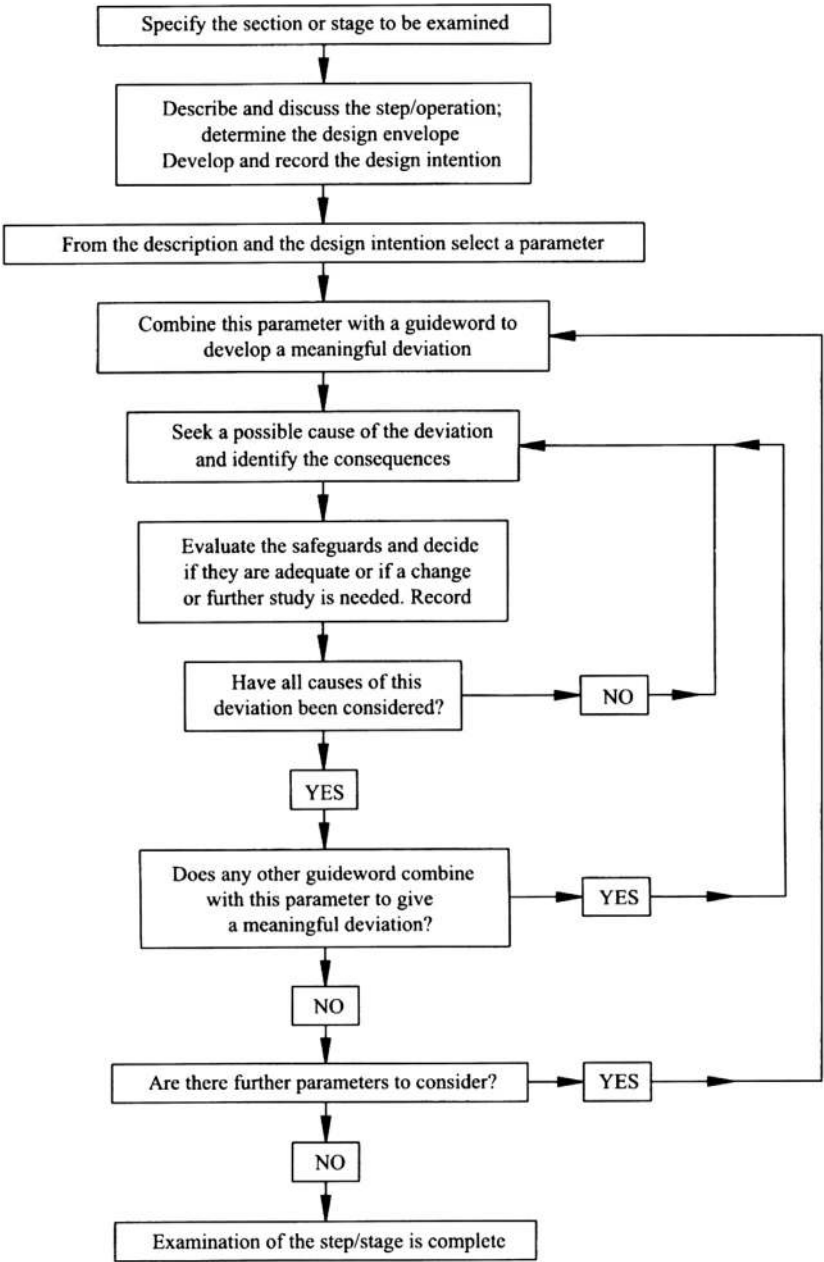 Specify the section or stage to be examined
Describe and discuss the step/operation;
determine the design envelope
Develop and record the design intention
From the description and the design intention select a parameter
Combine this parameter with a guideword to
develop a meaningful deviation
Seek a possible cause of the deviation
and identify the consequences
Evaluate the safeguards and decide
if they are adequate or if a change
or further study is needed. Record
Have all causes of this
deviation been considered?
NO
YES
Does any other guideword combine
with this parameter to give
a meaningful deviation?
YES
NO
Are there further parameters to consider?
YES
NO
Examination of the step/stage is complete